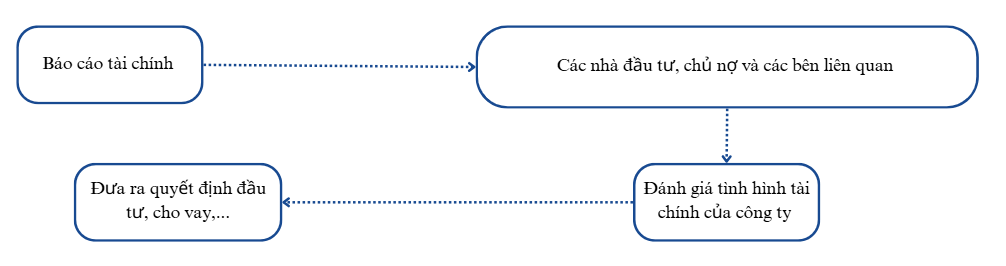 Báo cáo tài chính
Các nhà đầu tư, chủ nợ và các bên liên quan
Đưa ra quyết định đầu
tư, cho vay,...
Đánh giá tình hình tài
chính của công ty